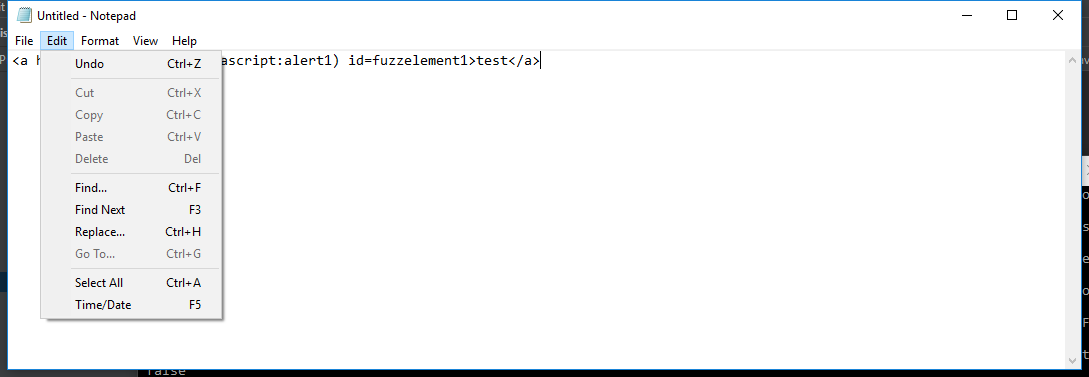 Untitled - Notepad
File Edit Format View Help
<a h ascript:alert1) id=fuzzelement1>test</a>
Undo Ctrl+Z
Cut Ctrl+X
Copy Ctrl+C
Paste Ctrl+V
Delete Del
Find... Ctrl+F
Find Next F3
Replace... Ctrl+H
Go To... Ctrl+G
Select All Ctrl+A
Time/Date F5
false